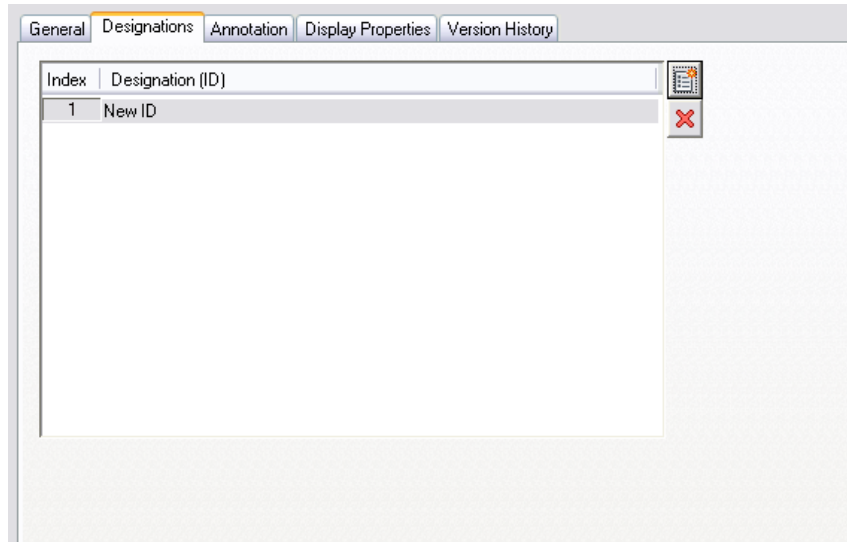 General Designations Annotation Display Properties Version History
Index Designation (ID)
1 New ID